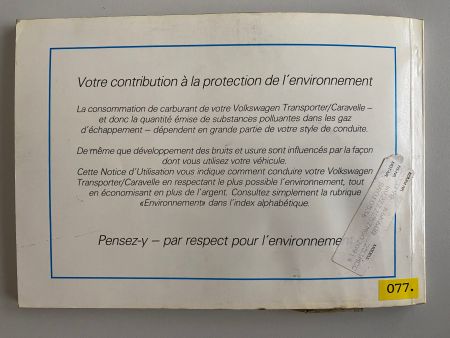 Votre contribution à la protection de l'environnement
La consommation de carburant de votre Volkswagen Transporter/Caravelle –
et donc la quantité émise de substances polluantes dans les gaz
d'échappement – dépendent en grande partie de votre style de conduite.
De même que développement des bruits et usure sont influencés par la façon
dont vous utilisez votre véhicule.
Cette Notice d'Utilisation vous indique comment conduire votre Volkswagen
Transporter/Caravelle en respectant le plus possible l'environnement, tout
en économisant plus de l'argent. Consultez simplement la rubrique
«Environnement» dans l'index alphabétique.
Pensez-y – par respect pour l'environnement
077.